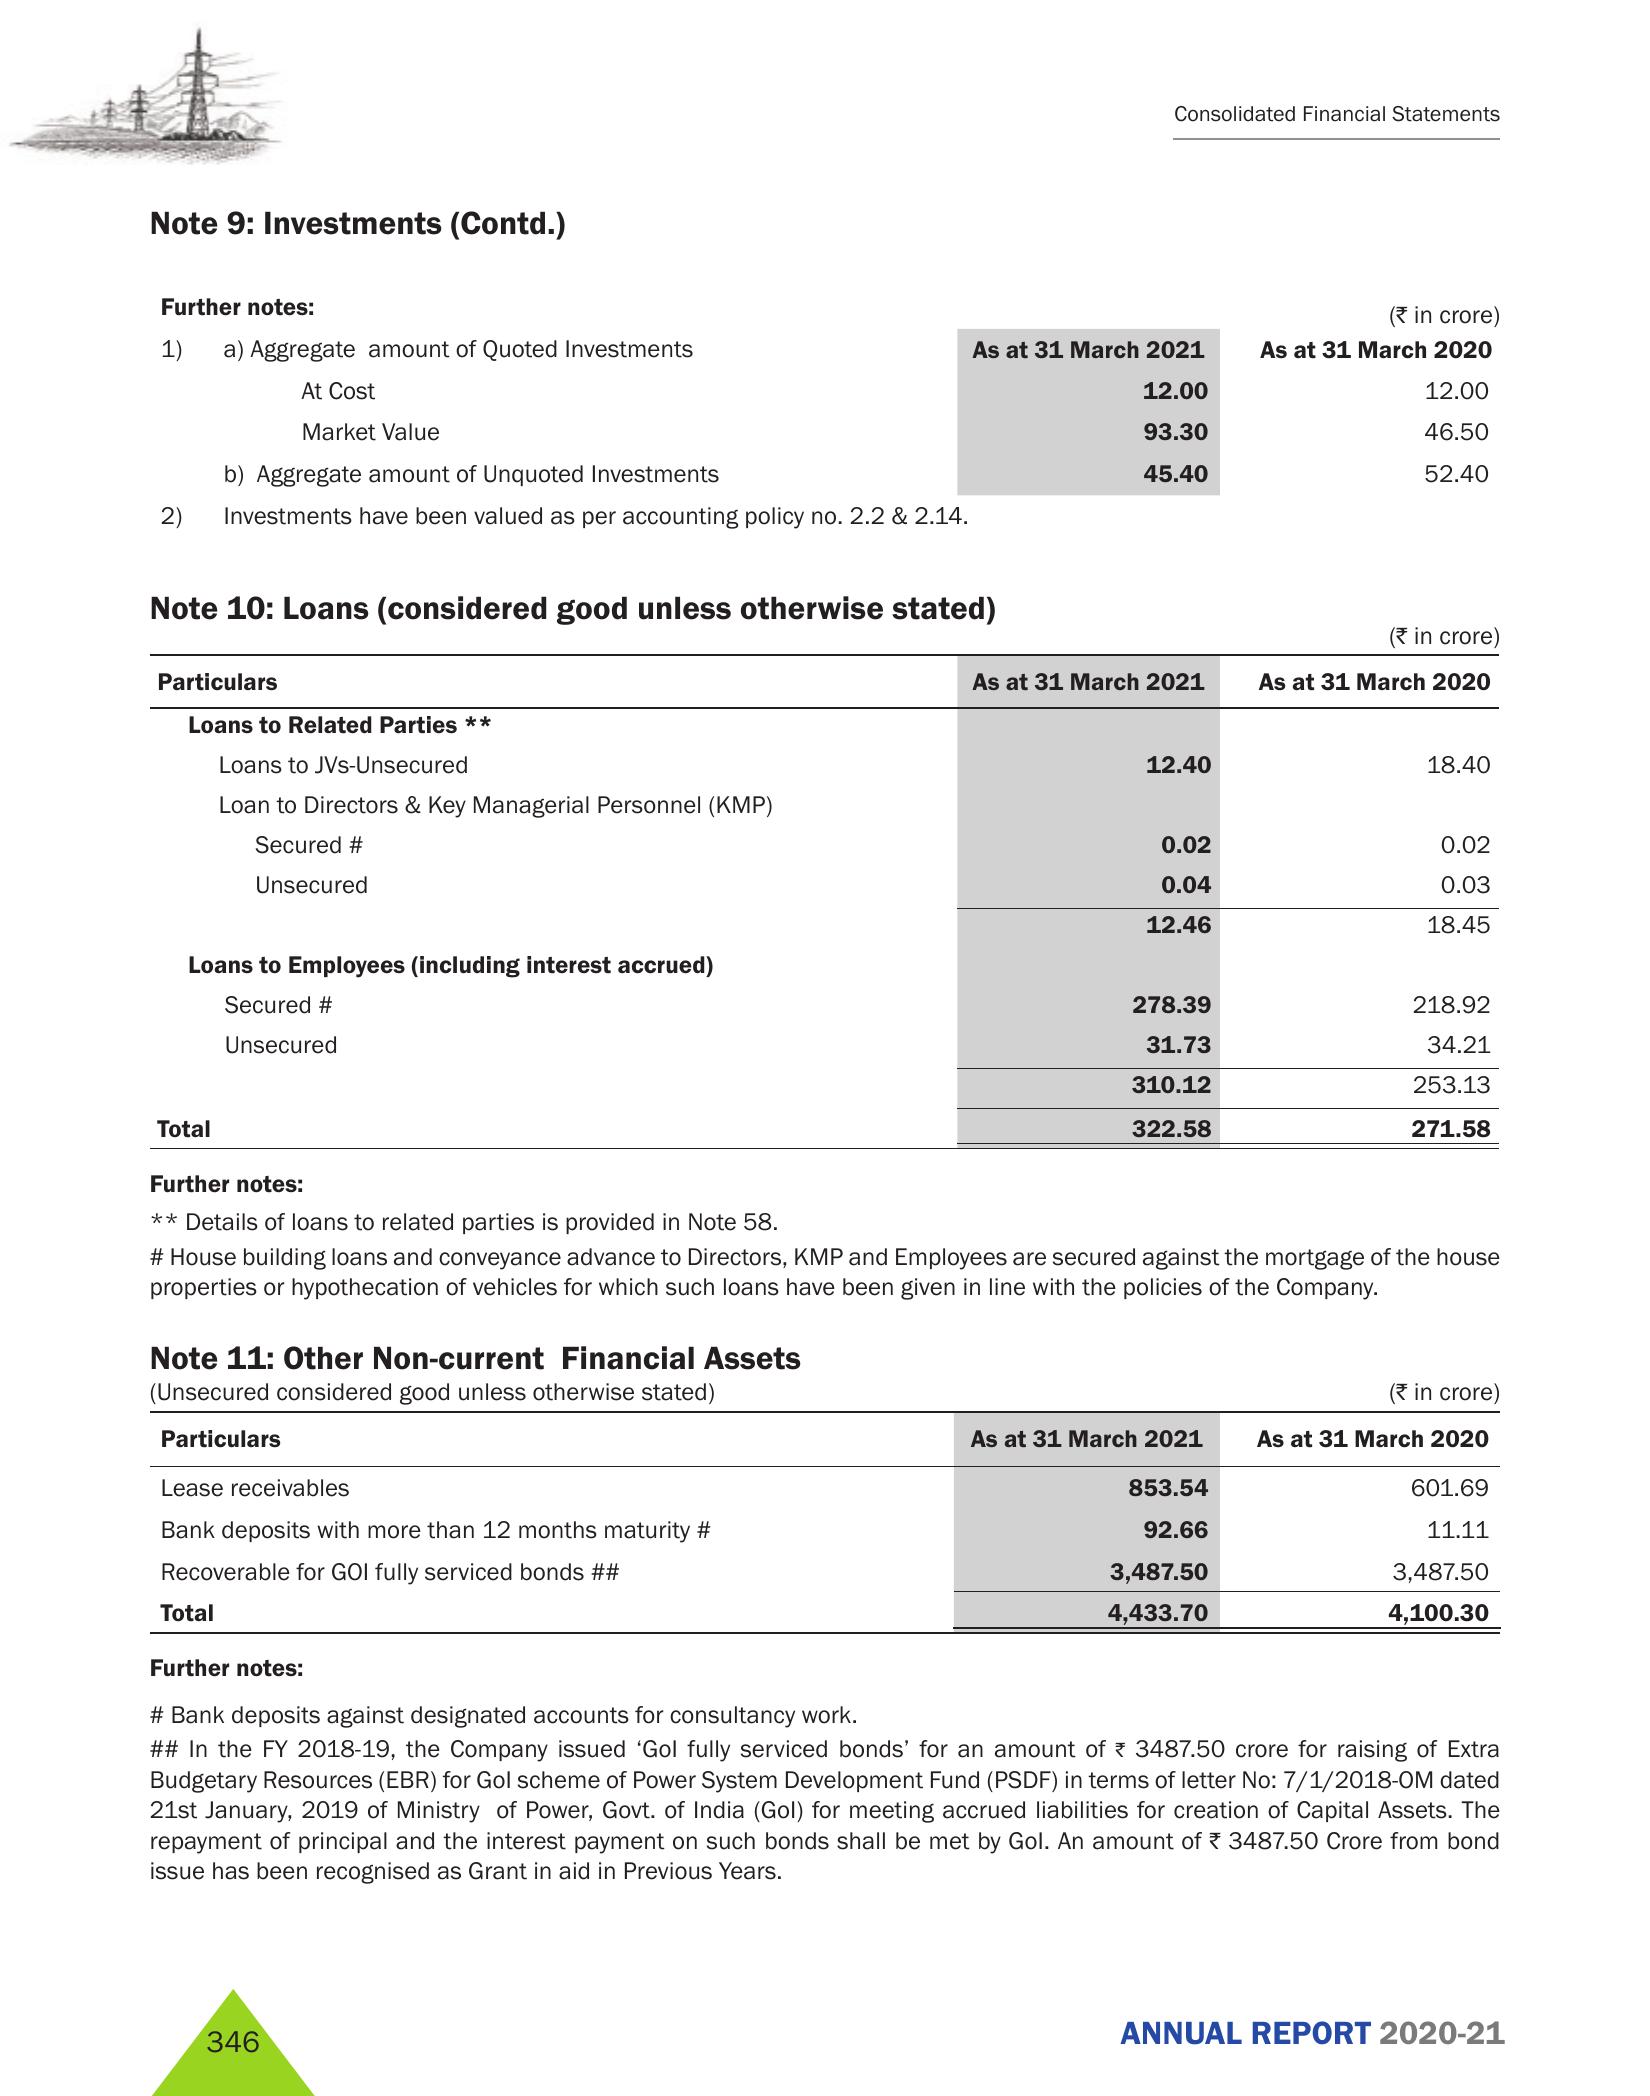 Consolidated Financial Statements
Note 9: Investments (Contd.)
Further notes:
(₹ in crore)
1) a) Aggregate amount of Quoted Investments As at 31 March 2021 As at 31 March 2020
At Cost 12.00 12.00
Market Value 93.30 46.50
b) Aggregate amount of Unquoted Investments 45.40 52.40
2) Investments have been valued as per accounting policy no. 2.2 & 2.14.
Note 10: Loans (considered good unless otherwise stated)
(₹ in crore)
Particulars As at 31 March 2021 As at 31 March 2020
Loans to Related Parties **
Loans to JVs-Unsecured 12.40 18.40
Loan to Directors & Key Managerial Personnel (KMP)
Secured # 0.02 0.02
Unsecured 0.04 0.03
12.46 18.45
Loans to Employees (including interest accrued)
Secured # 278.39 218.92
Unsecured 31.73 34.21
310.12 253.13
Total 322.58 271.58
Further notes:
** Details of loans to related parties is provided in Note 58.
# House building loans and conveyance advance to Directors, KMP and Employees are secured against the mortgage of the house
properties or hypothecation of vehicles for which such loans have been given in line with the policies of the Company.
Note 11: Other Non-current Financial Assets
(Unsecured considered good unless otherwise stated) (₹ in crore)
Particulars As at 31 March 2021 As at 31 March 2020
Lease receivables 853.54 601.69
Bank deposits with more than 12 months maturity # 92.66 11.11
Recoverable for GOI fully serviced bonds ## 3,487.50 3,487.50
Total 4,433.70 4,100.30
Further notes:
# Bank deposits against designated accounts for consultancy work.
## In the FY 2018-19, the Company issued ‘GoI fully serviced bonds’ for an amount of ₹ 3487.50 crore for raising of Extra
Budgetary Resources (EBR) for GoI scheme of Power System Development Fund (PSDF) in terms of letter No: 7/1/2018-OM dated
21st January, 2019 of Ministry of Power, Govt. of India (GoI) for meeting accrued liabilities for creation of Capital Assets. The
repayment of principal and the interest payment on such bonds shall be met by GoI. An amount of ₹ 3487.50 Crore from bond
issue has been recognised as Grant in aid in Previous Years.
346
ANNUAL REPORT 2020-21